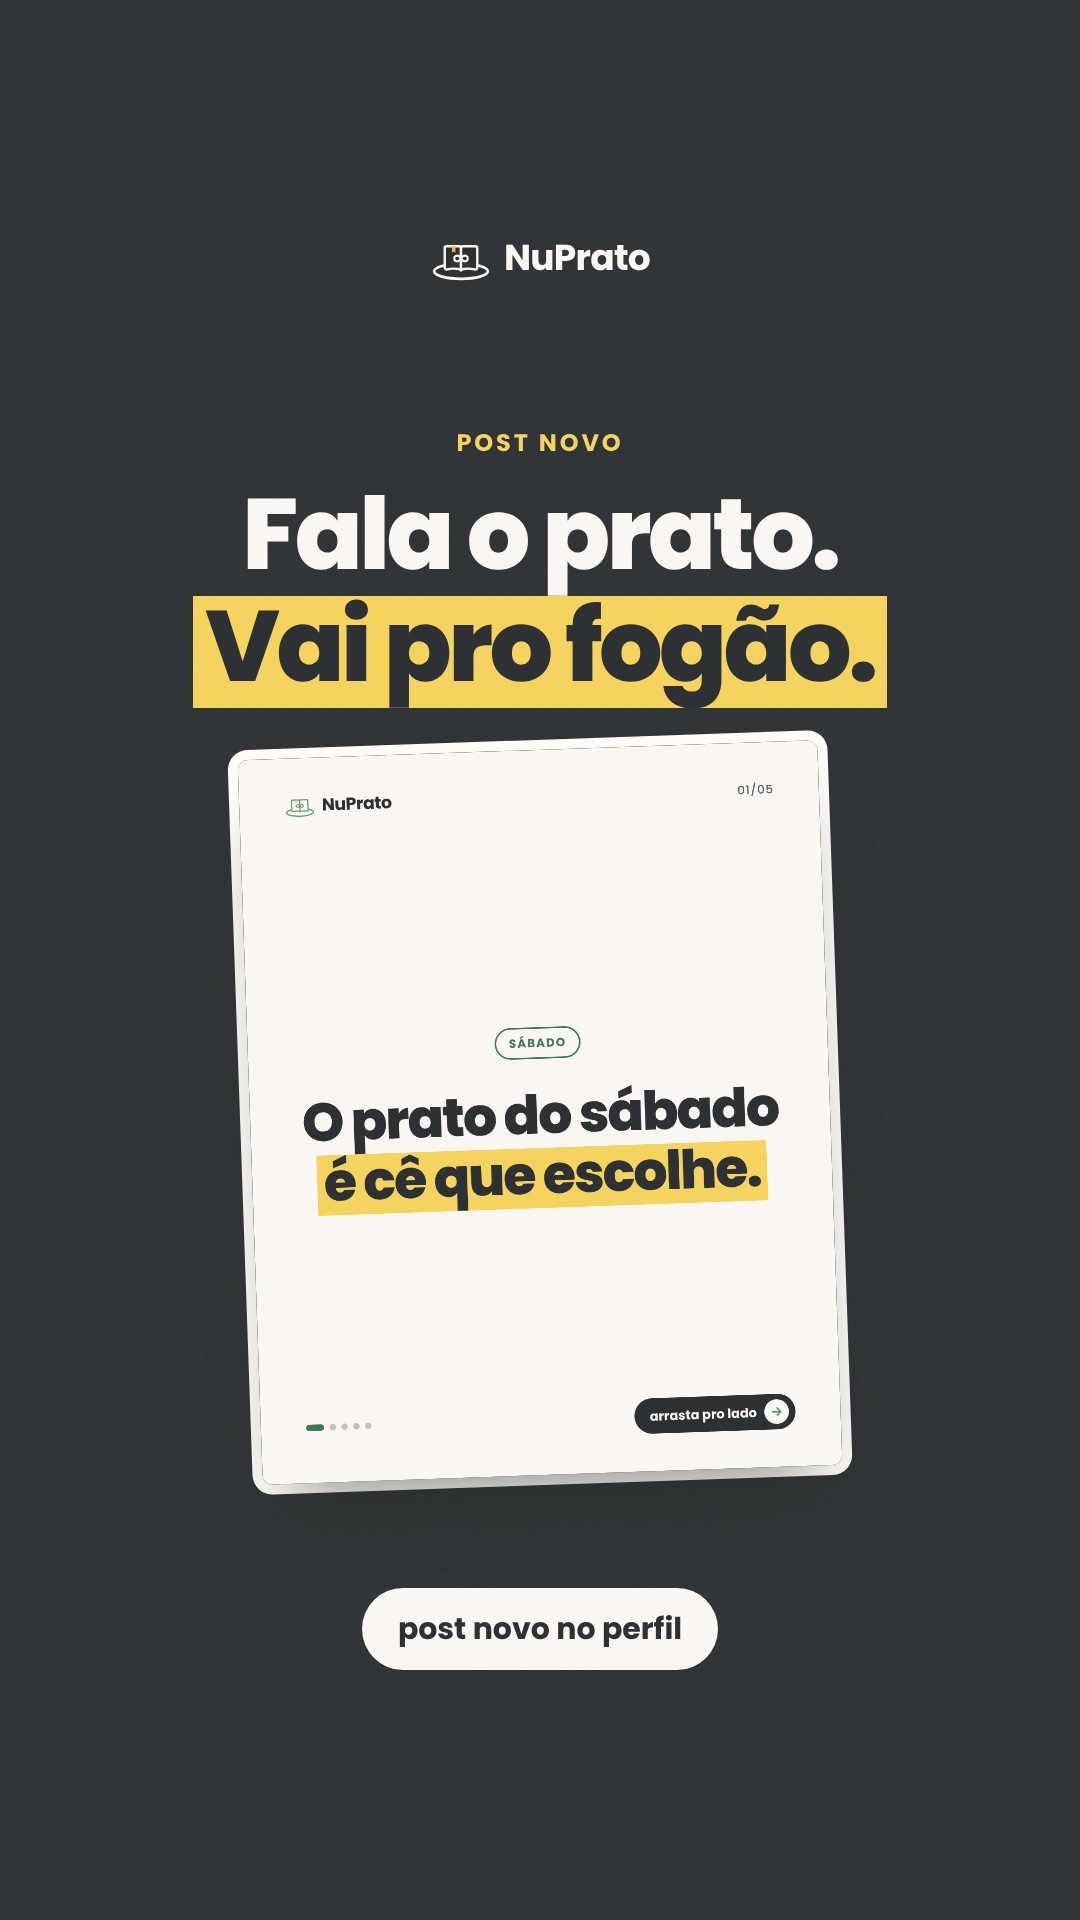 NuPrato
POST NOVO
Fala o prato.
Vai pro fogão.
NuPrato
01/05
SÁBADO
O prato do sábado
é cê que escolhe.
arrasta pro lado
post novo no perfil